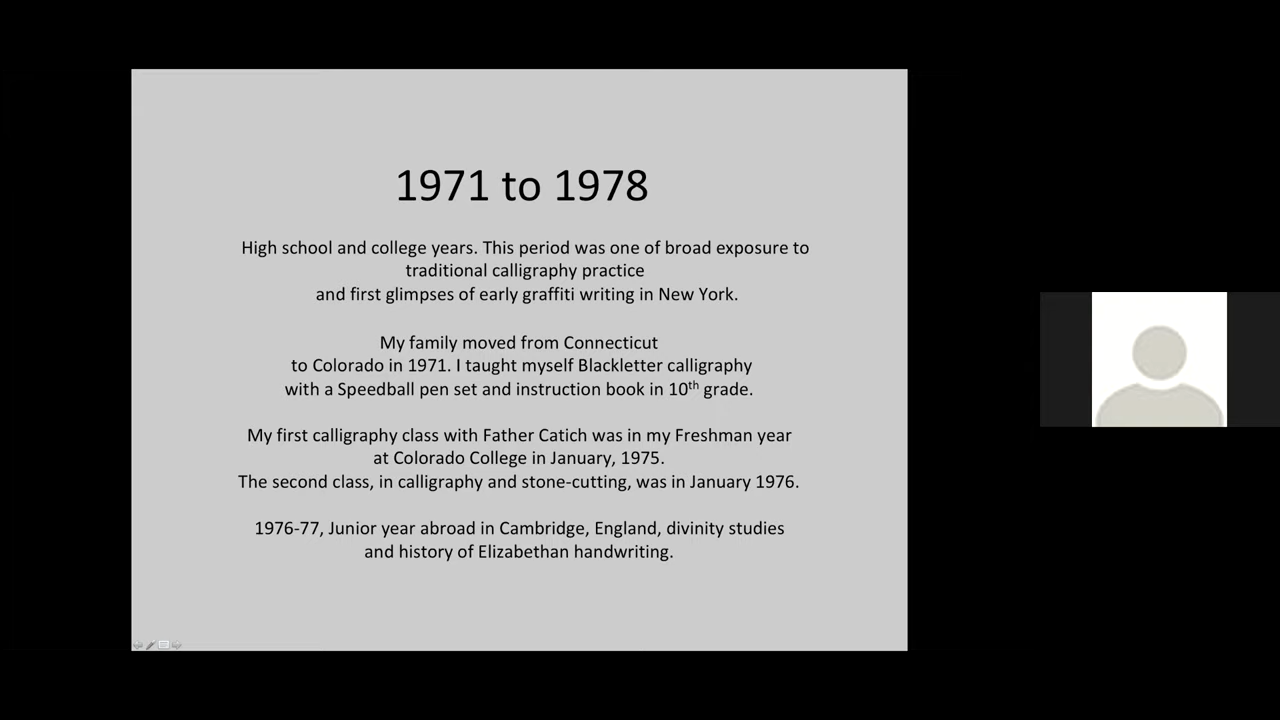 1971 to 1978
High school and college years. This period was one of broad exposure to
traditional calligraphy practice
and first glimpses of early graffiti writing in New York.
My family moved from Connecticut
to Colorado in 1971. I taught myself Blackletter calligraphy
with a Speedball pen set and instruction book in 10th grade.
My first calligraphy class with Father Catich was in my Freshman year
at Colorado College in January, 1975.
The second class, in calligraphy and stone-cutting, was in January 1976.
1976-77, Junior year abroad in Cambridge, England, divinity studies
and history of Elizabethan handwriting.